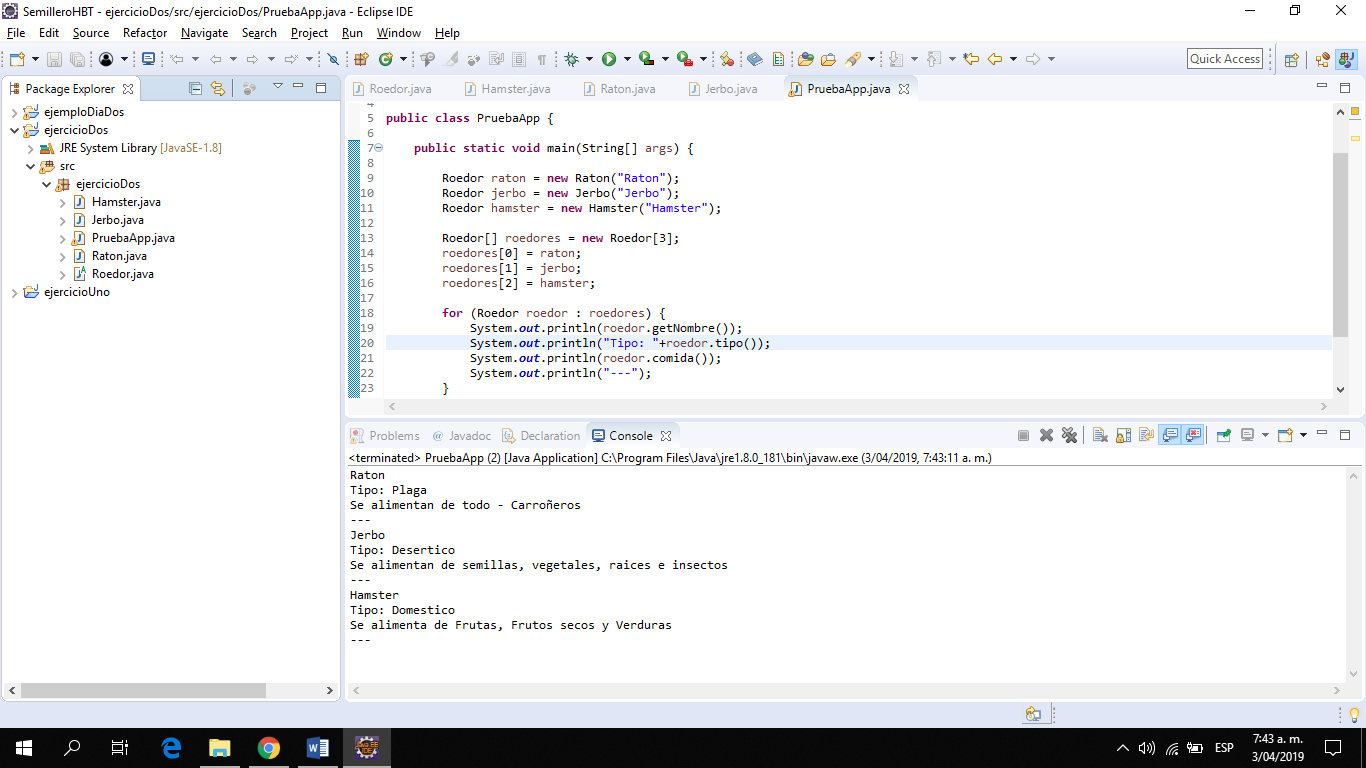 SemilleroHBT - ejercicioDos/src/ejercicioDos/PruebaApp.java - Eclipse IDE
File Edit Source Refactor Navigate Search Project Run Window Help
Quick Access
Package Explorer
ejemploDiaDos
ejercicioDos
JRE System Library [JavaSE-1.8]
src
ejercicioDos
Hamster.java
Jerbo.java
PruebaApp.java
Raton.java
Roedor.java
ejercicioUno
Roedor.java Hamster.java Raton.java Jerbo.java PruebaApp.java
4
5 public class PruebaApp {
6
7 public static void main(String[] args) {
8
9 Roedor raton = new Raton("Raton");
10 Roedor jerbo = new Jerbo("Jerbo");
11 Roedor hamster = new Hamster("Hamster");
12
13 Roedor[] roedores = new Roedor[3];
14 roedores[0] = raton;
15 roedores[1] = jerbo;
16 roedores[2] = hamster;
17
18 for (Roedor roedor : roedores) {
19 System.out.println(roedor.getNombre());
20 System.out.println("Tipo: "+roedor.tipo());
21 System.out.println(roedor.comida());
22 System.out.println("---");
23 }
Problems @ Javadoc Declaration Console
<terminated> PruebaApp (2) [Java Application] C:\Program Files\Java\jre1.8.0_181\bin\javaw.exe (3/04/2019, 7:43:11 a. m.)
Raton
Tipo: Plaga
Se alimentan de todo - Carroñeros
---
Jerbo
Tipo: Desertico
Se alimentan de semillas, vegetales, raices e insectos
---
Hamster
Tipo: Domestico
Se alimenta de Frutas, Frutos secos y Verduras
---
Java EE
IDE
ESP
7:43 a. m.
3/04/2019